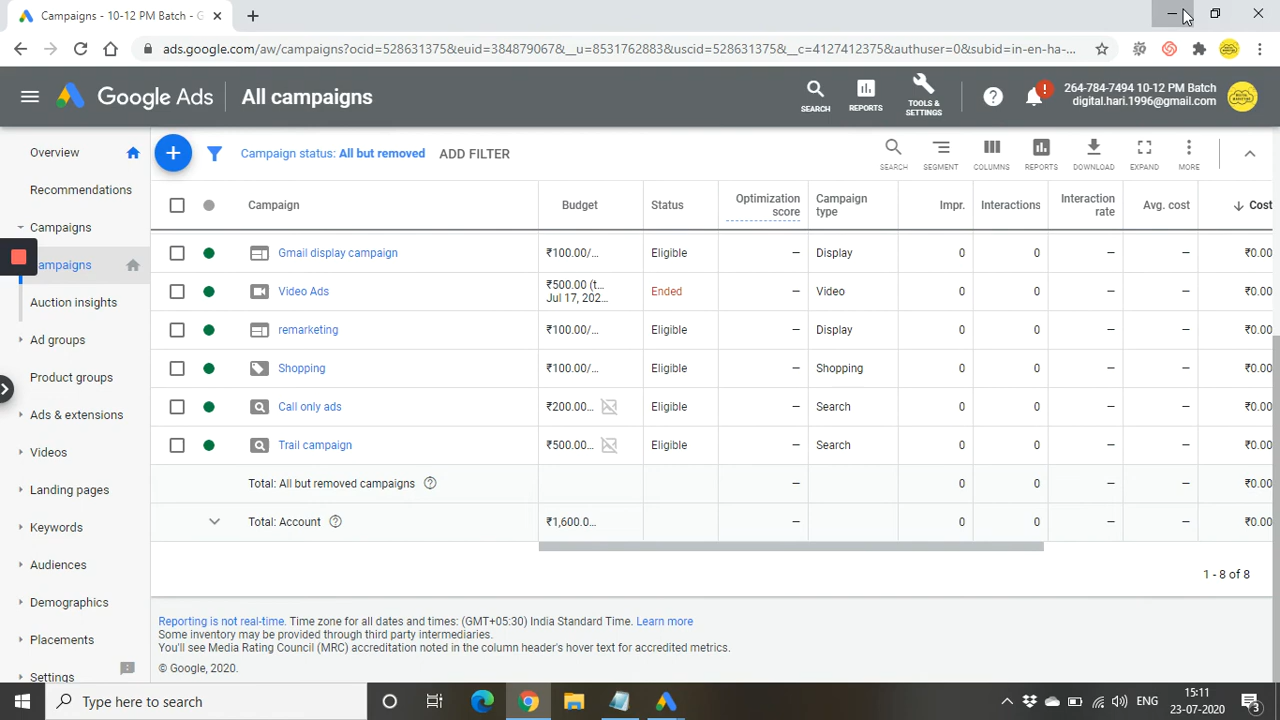 Campaigns - 10-12 PM Batch - G
ads.google.com/aw/campaigns?ocid=528631375&euid=384879067&__u=8531762883&uscid=528631375&__c=4127412375&authuser=0&subid=in-en-ha-...
Google Ads
All campaigns
SEARCH
REPORTS
TOOLS &
SETTINGS
264-784-7494 10-12 PM Batch
digital.hari.1996@gmail.com
Overview
Recommendations
Campaigns
Campaigns
Auction insights
Ad groups
Product groups
Ads & extensions
Videos
Landing pages
Keywords
Audiences
Demographics
Placements
Settings
Campaign status: All but removed ADD FILTER
SEARCH SEGMENT COLUMNS REPORTS DOWNLOAD EXPAND MORE
Campaign Budget Status Optimization score Campaign type Impr. Interactions Interaction rate Avg. cost Cost
Gmail display campaign ₹100.00/... Eligible – Display 0 0 – – ₹0.00
Video Ads ₹500.00 (t... Jul 17, 202... Ended – Video 0 0 – – ₹0.00
remarketing ₹100.00/... Eligible – Display 0 0 – – ₹0.00
Shopping ₹100.00/... Eligible – Shopping 0 0 – – ₹0.00
Call only ads ₹200.00... Eligible – Search 0 0 – – ₹0.00
Trail campaign ₹500.00... Eligible – Search 0 0 – – ₹0.00
Total: All but removed campaigns – 0 0 – – ₹0.00
Total: Account ₹1,600.0... – 0 0 – – ₹0.00
1 - 8 of 8
Reporting is not real-time. Time zone for all dates and times: (GMT+05:30) India Standard Time. Learn more
Some inventory may be provided through third party intermediaries.
You'll see Media Rating Council (MRC) accreditation noted in the column header's hover text for accredited metrics.
© Google, 2020.
Type here to search
ENG
15:11
23-07-2020
3